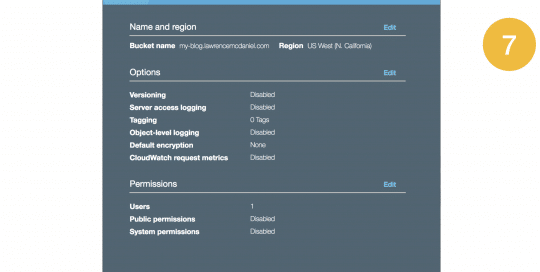 Name and region Edit
Bucket name my-blog.lawrencemcdaniel.com Region US West (N. California)
Options Edit
Versioning Disabled
Server access logging Disabled
Tagging 0 Tags
Object-level logging Disabled
Default encryption None
CloudWatch request metrics Disabled
Permissions Edit
Users 1
Public permissions Disabled
System permissions Disabled
7